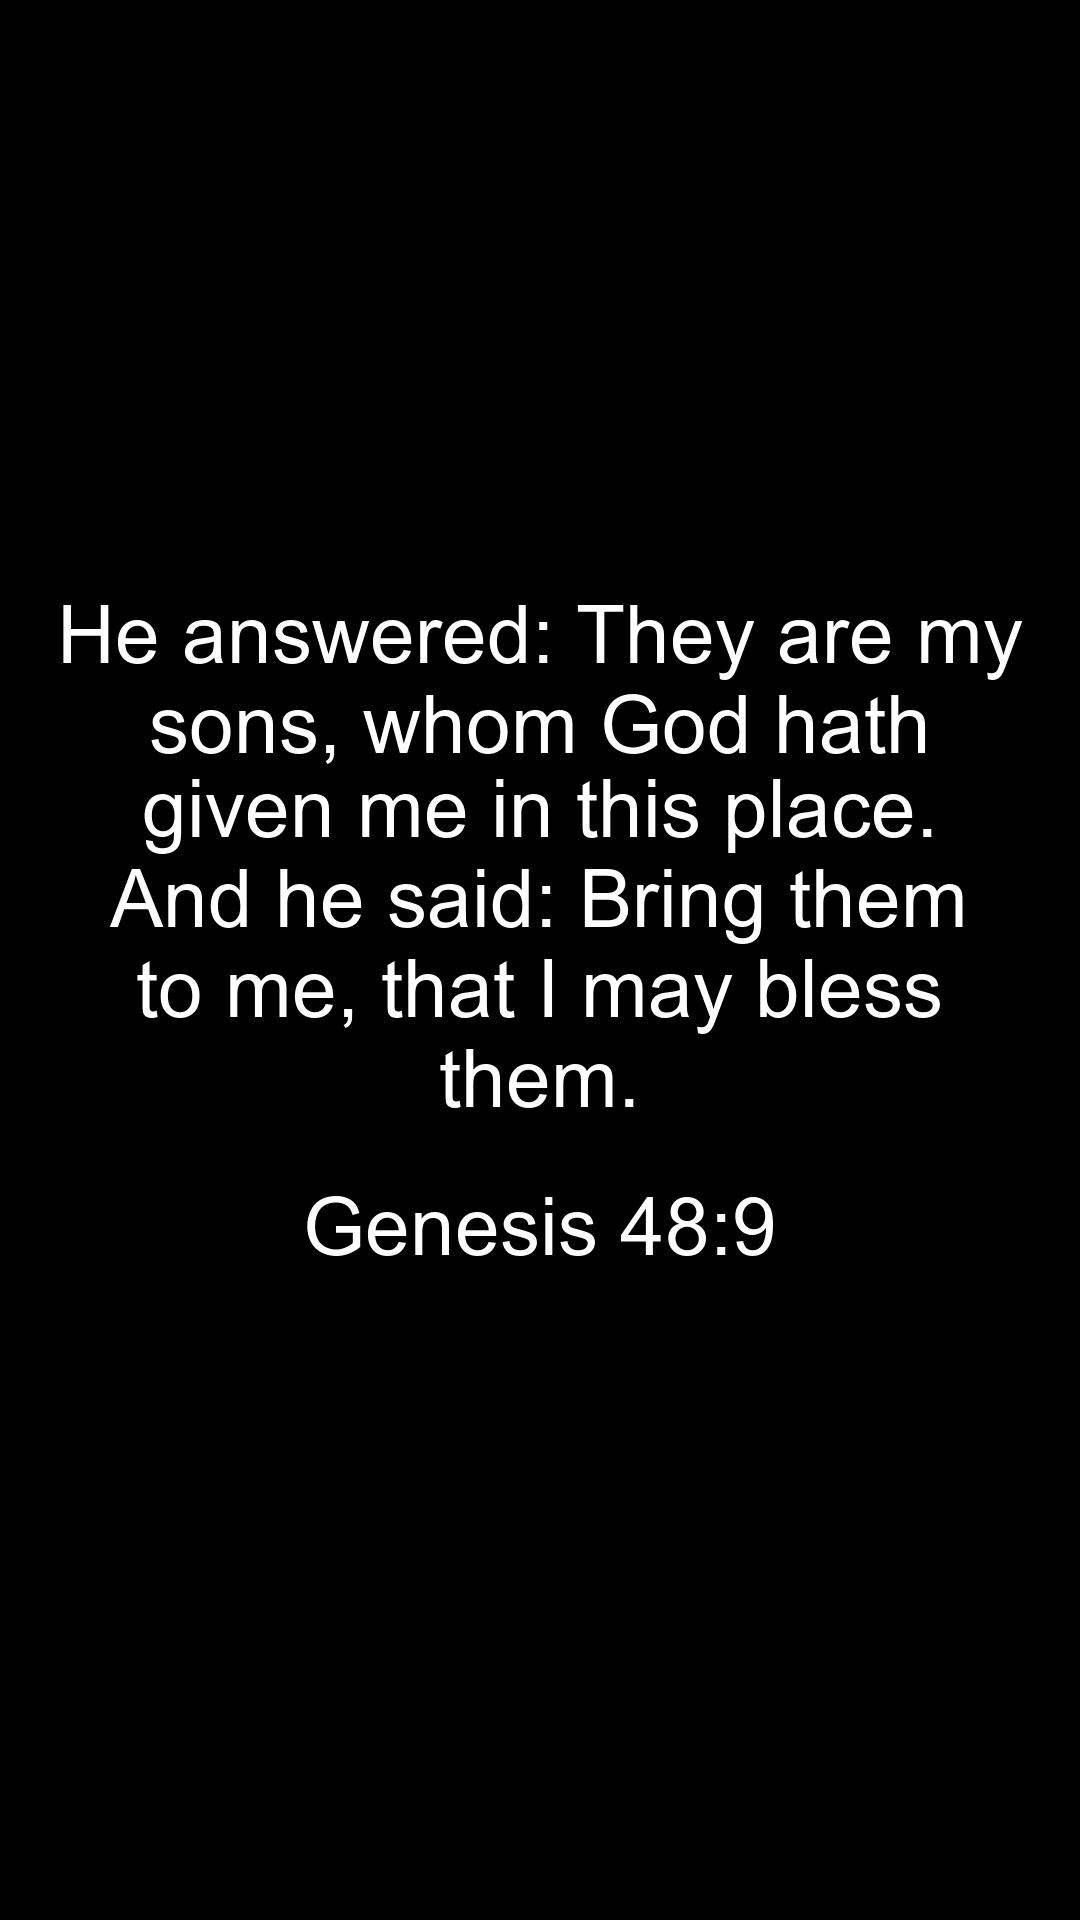 He answered: They are my
sons, whom God hath
given me in this place.
And he said: Bring them
to me, that I may bless
them.
Genesis 48:9